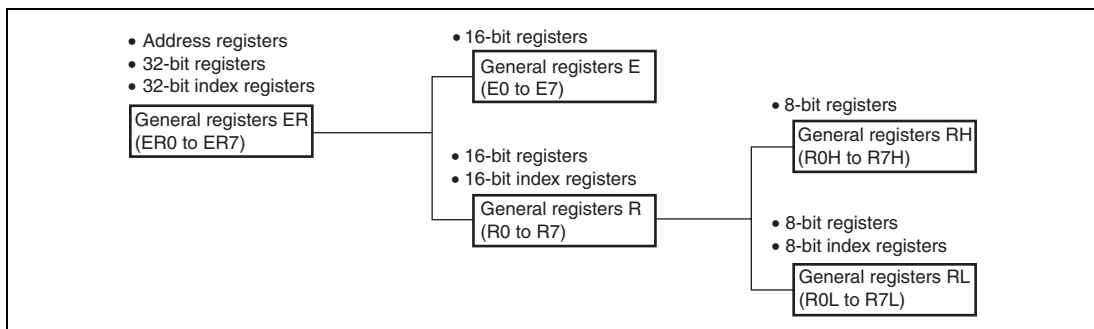 • Address registers
• 32-bit registers
• 32-bit index registers
General registers ER
(ER0 to ER7)
• 16-bit registers
General registers E
(E0 to E7)
• 16-bit registers
• 16-bit index registers
General registers R
(R0 to R7)
• 8-bit registers
General registers RH
(R0H to R7H)
• 8-bit registers
• 8-bit index registers
General registers RL
(R0L to R7L)